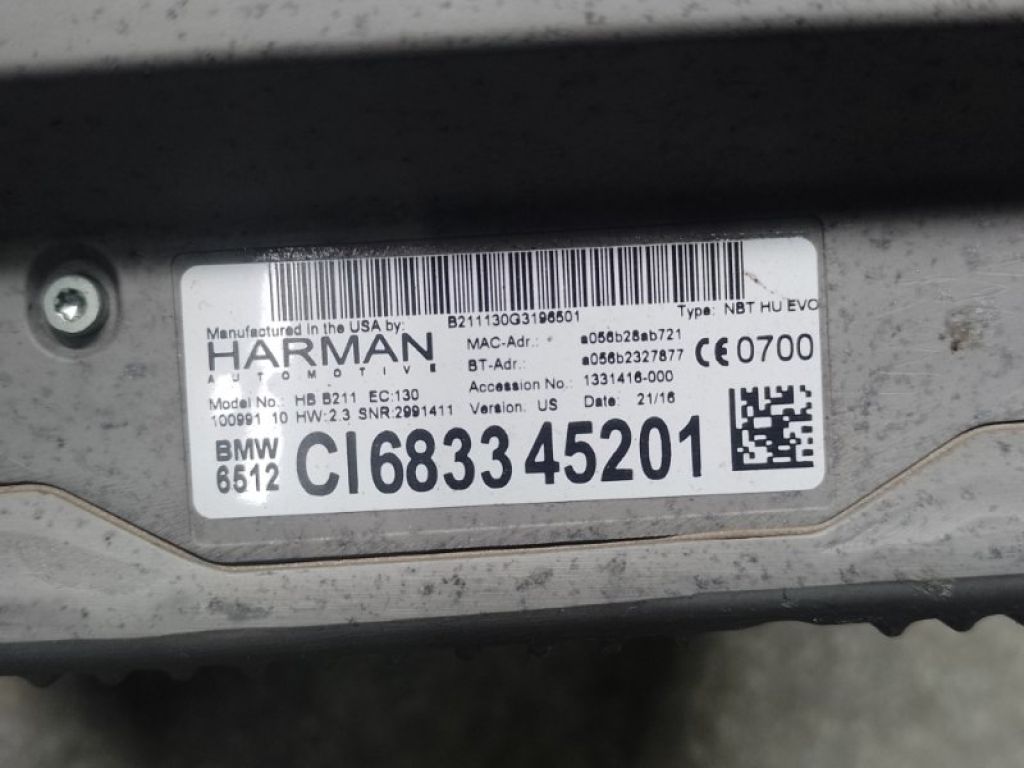 B211130G3196501
Type: NBT HU EVO
Manufactured in the USA by:
HARMAN
AUTOMOTIVE
MAC-Adr.: a056b28ab721
BT-Adr.: a056b2327877
CE 0700
Accession No.: 1331416-000
Model No.: HB B211 EC:130
Version: US Date: 21/16
100991 10 HW:2.3 SNR:2991411
BMW
6512
CI683345201